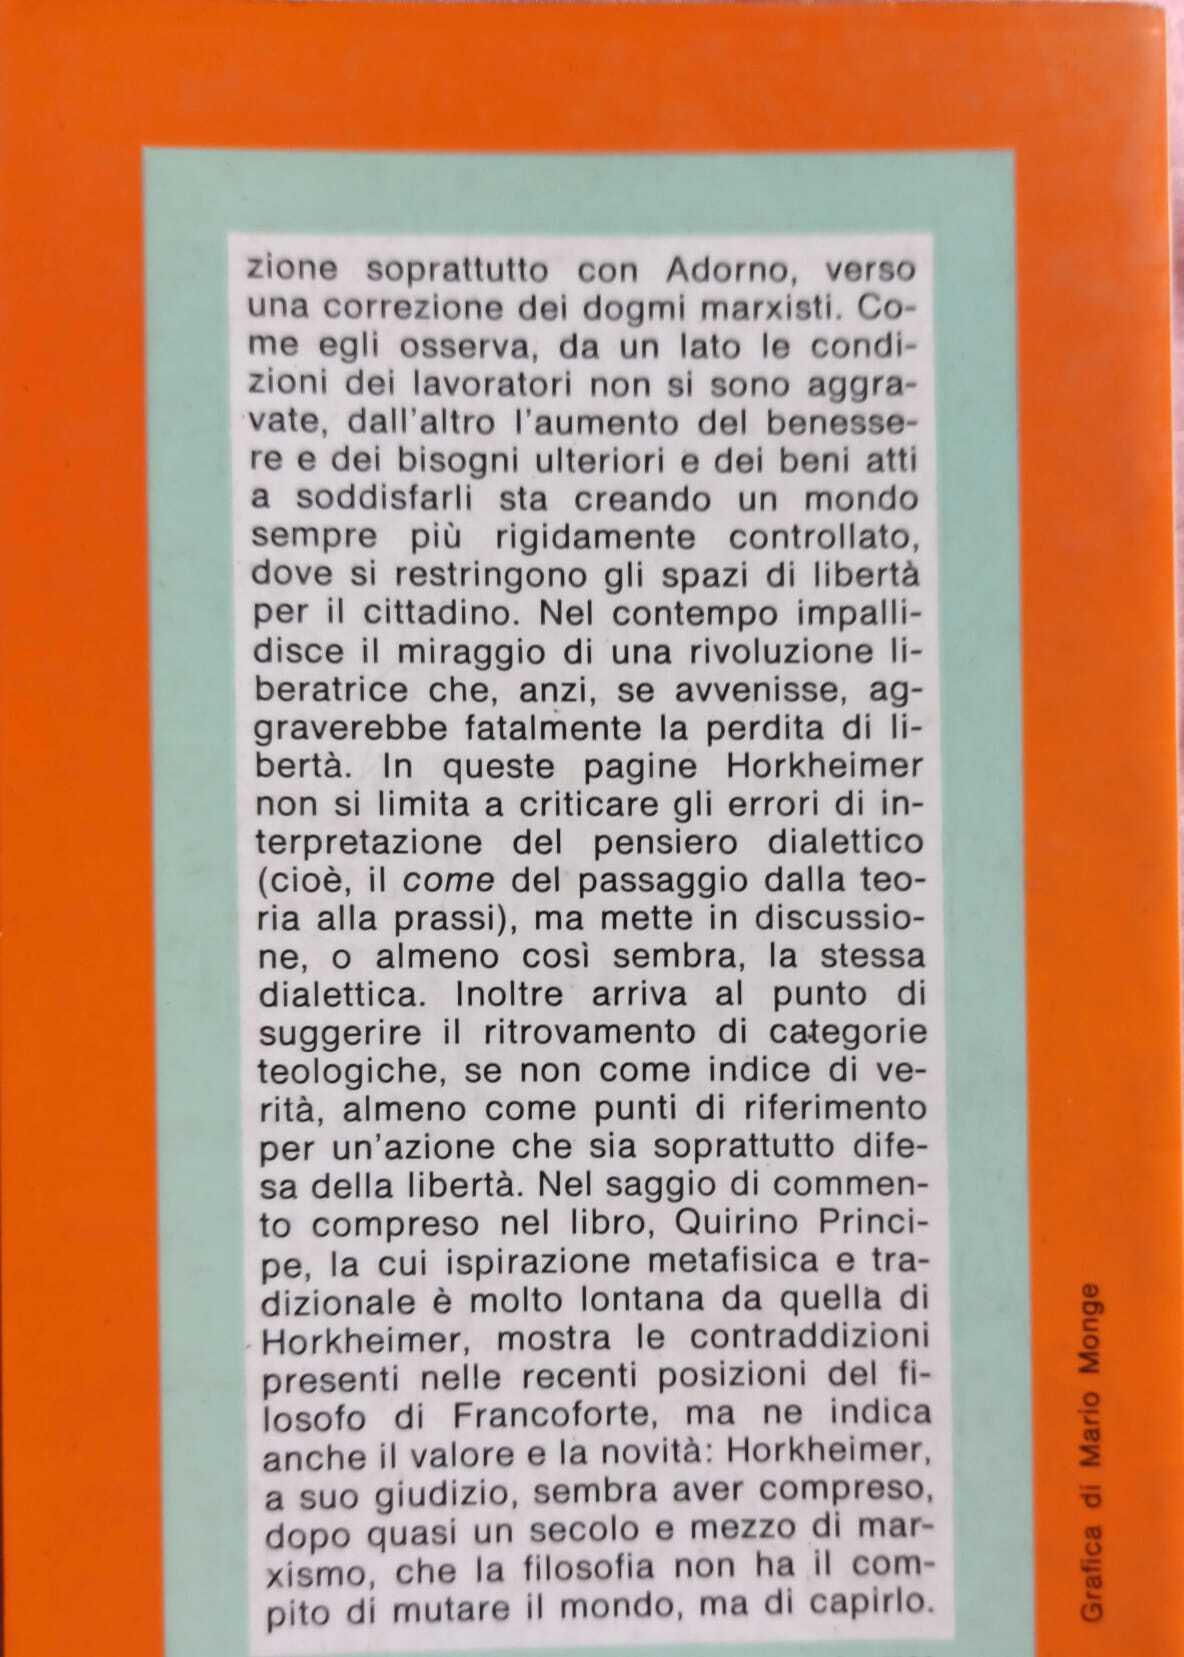 zione soprattutto con Adorno, verso
una correzione dei dogmi marxisti. Co-
me egli osserva, da un lato le condi-
zioni dei lavoratori non si sono aggra-
vate, dall'altro l'aumento del benesse-
re e dei bisogni ulteriori e dei beni atti
a soddisfarli sta creando un mondo
sempre più rigidamente controllato,
dove si restringono gli spazi di libertà
per il cittadino. Nel contempo impalli-
disce il miraggio di una rivoluzione li-
beratrice che, anzi, se avvenisse, ag-
graverebbe fatalmente la perdita di li-
bertà. In queste pagine Horkheimer
non si limita a criticare gli errori di in-
terpretazione del pensiero dialettico
(cioè, il come del passaggio dalla teo-
ria alla prassi), ma mette in discussio-
ne, o almeno così sembra, la stessa
dialettica. Inoltre arriva al punto di
suggerire il ritrovamento di categorie
teologiche, se non come indice di ve-
rità, almeno come punti di riferimento
per un'azione che sia soprattutto dife-
sa della libertà. Nel saggio di commen-
to compreso nel libro, Quirino Princi-
pe, la cui ispirazione metafisica e tra-
dizionale è molto lontana da quella di
Horkheimer, mostra le contraddizioni
presenti nelle recenti posizioni del fi-
losofo di Francoforte, ma ne indica
anche il valore e la novità: Horkheimer,
a suo giudizio, sembra aver compreso,
dopo quasi un secolo e mezzo di mar-
xismo, che la filosofia non ha il com-
pito di mutare il mondo, ma di capirlo.
Grafica di Mario Monge